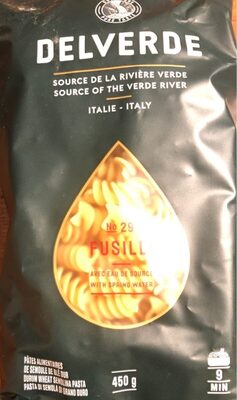 DELVERDE
SOURCE DE LA RIVIÈRE VERDE
SOURCE OF THE VERDE RIVER
ITALIE - ITALY
No 29
FUSILLI
AVEC EAU DE SOURCE
WITH SPRING WATER
PÂTES ALIMENTAIRES
DE SEMOULE DE BLÉ DUR
DURUM WHEAT SEMOLINA PASTA
PASTA DI SEMOLA DI GRANO DURO
450 g
9
MIN